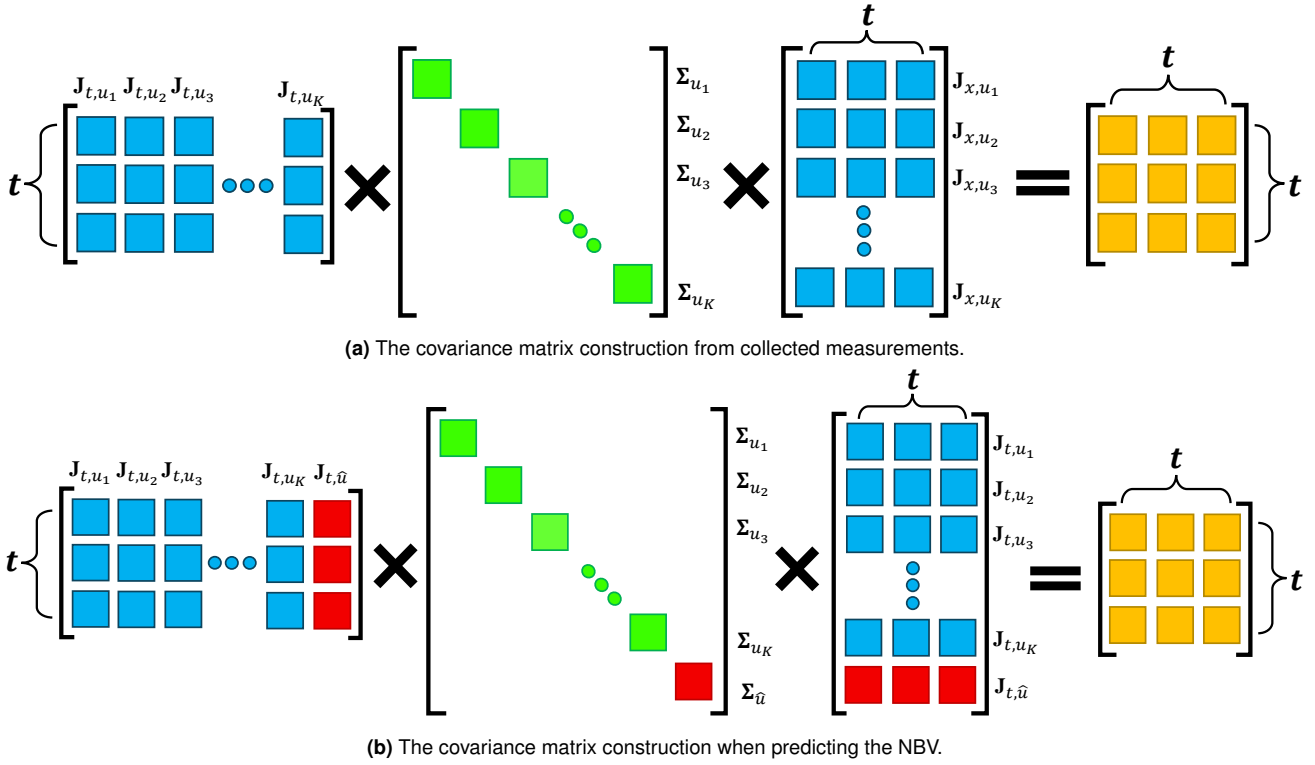 t
t
J_{t,u_1} J_{t,u_2} J_{t,u_3} J_{t,u_K}
Σ_{u_1}
Σ_{u_2}
Σ_{u_3}
Σ_{u_K}
J_{x,u_1}
J_{x,u_2}
J_{x,u_3}
J_{x,u_K}
t × × = t
(a) The covariance matrix construction from collected measurements.
t
t
J_{t,u_1} J_{t,u_2} J_{t,u_3} J_{t,u_K} J_{t,û}
Σ_{u_1}
Σ_{u_2}
Σ_{u_3}
Σ_{u_K}
Σ_{û}
J_{t,u_1}
J_{t,u_2}
J_{t,u_3}
J_{t,u_K}
J_{t,û}
t × × = t
(b) The covariance matrix construction when predicting the NBV.